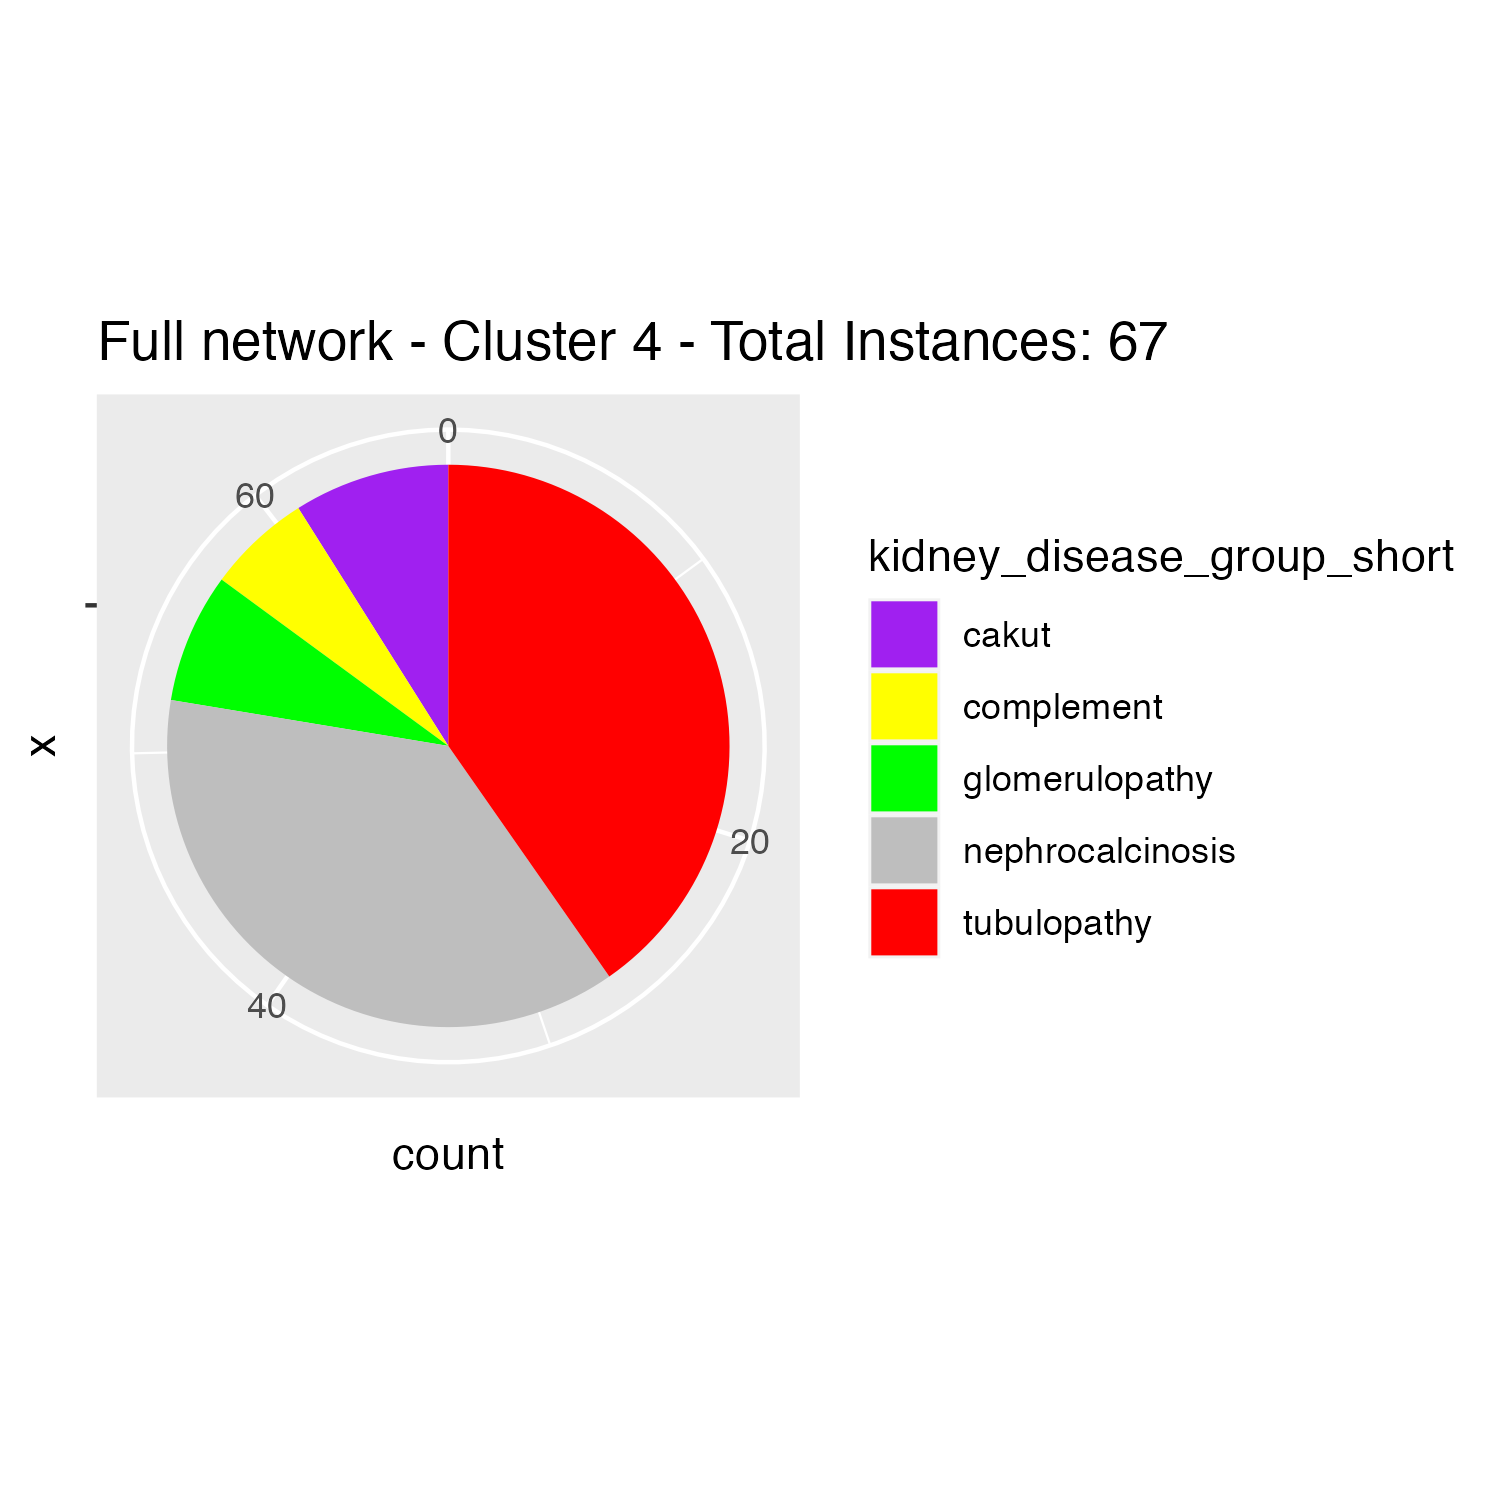 Full network - Cluster 4 - Total Instances: 67
0
60
20
40
x
count
kidney_disease_group_short
cakut
complement
glomerulopathy
nephrocalcinosis
tubulopathy